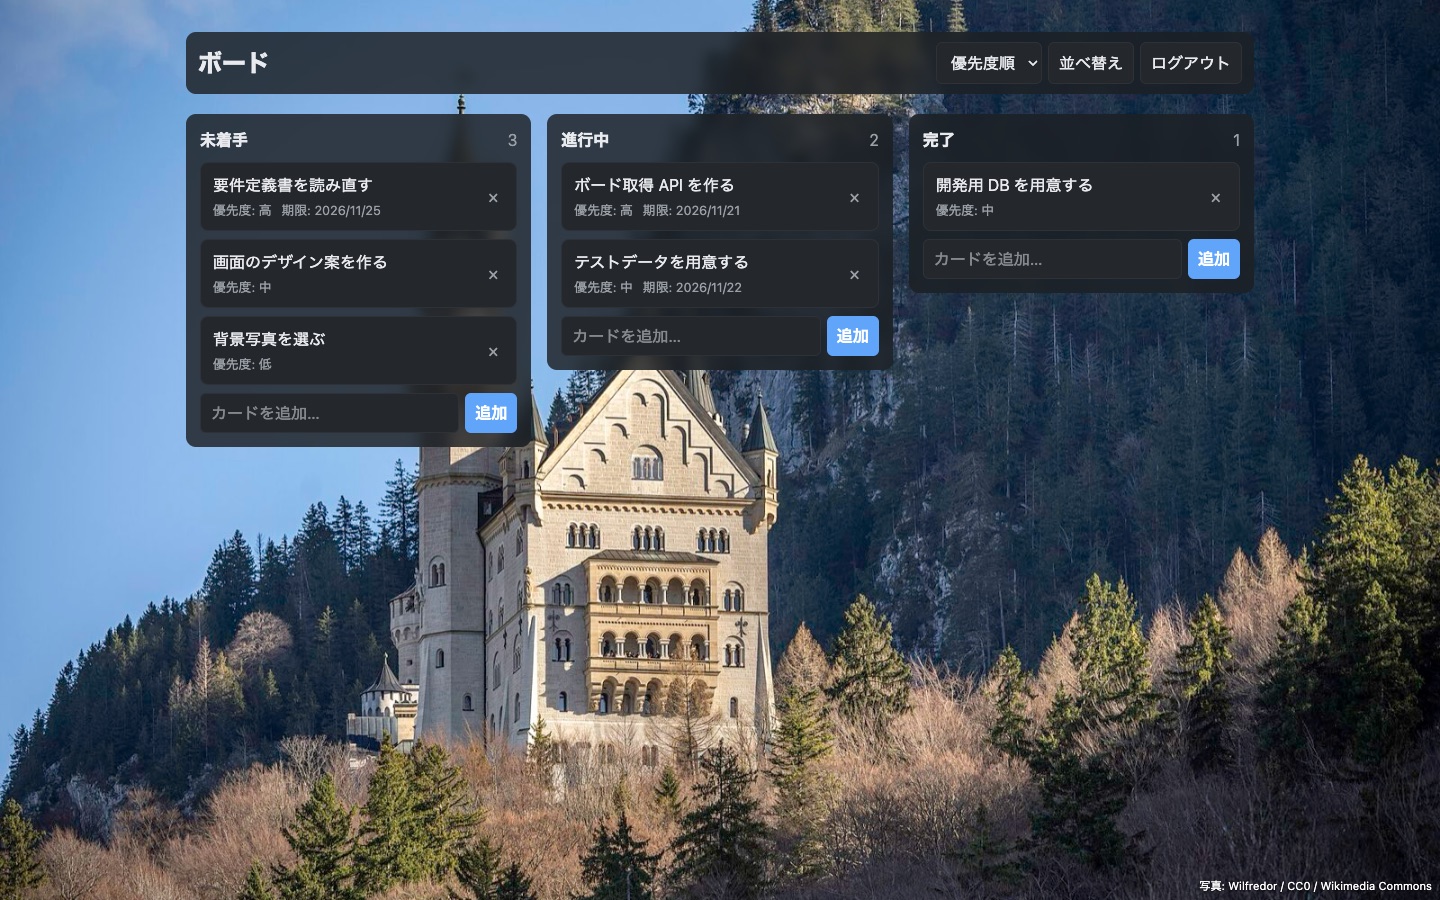 ボード
優先度順
並べ替え
ログアウト
未着手 3
要件定義書を読み直す
優先度: 高 期限: 2026/11/25
×
画面のデザイン案を作る
優先度: 中
×
背景写真を選ぶ
優先度: 低
×
カードを追加...
追加
進行中 2
ボード取得 API を作る
優先度: 高 期限: 2026/11/21
×
テストデータを用意する
優先度: 中 期限: 2026/11/22
×
カードを追加...
追加
完了 1
開発用 DB を用意する
優先度: 中
×
カードを追加...
追加
写真: Wilfredor / CC0 / Wikimedia Commons